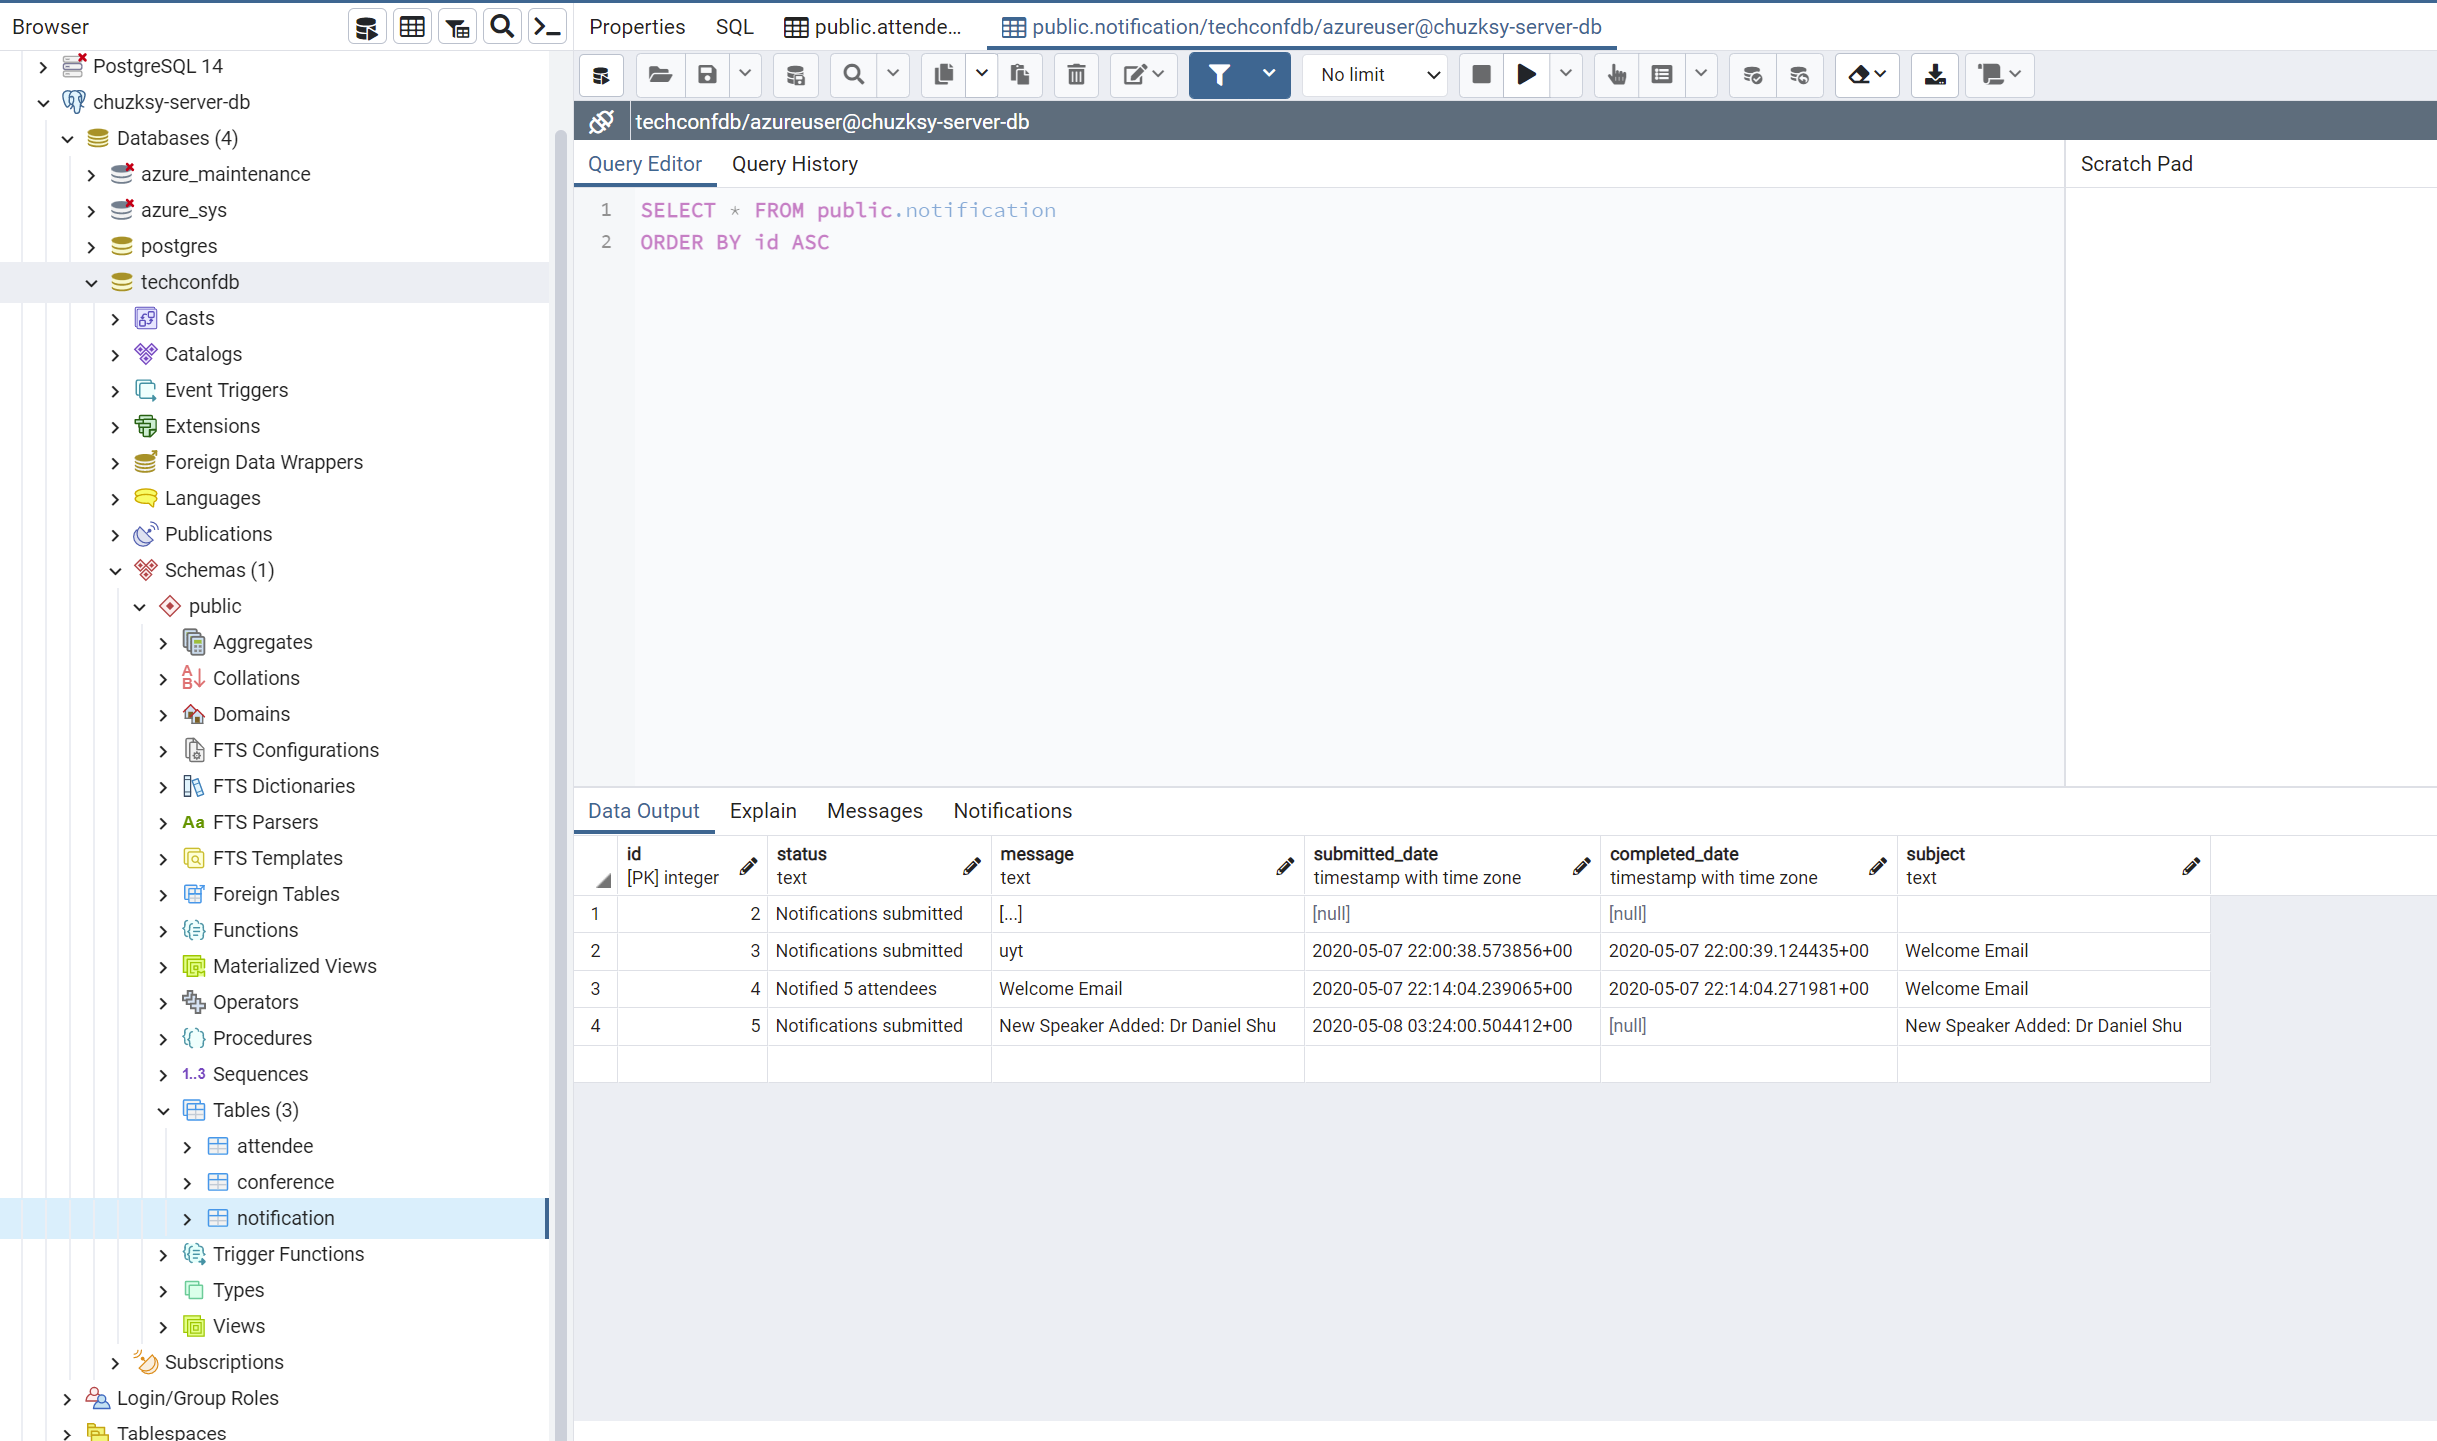 Browser
PostgreSQL 14
chuzksy-server-db
Databases (4)
azure_maintenance
azure_sys
postgres
techconfdb
Casts
Catalogs
Event Triggers
Extensions
Foreign Data Wrappers
Languages
Publications
Schemas (1)
public
Aggregates
Collations
Domains
FTS Configurations
FTS Dictionaries
Aa FTS Parsers
FTS Templates
Foreign Tables
Functions
Materialized Views
Operators
Procedures
1..3 Sequences
Tables (3)
attendee
conference
notification
Trigger Functions
Types
Views
Subscriptions
Login/Group Roles
Tablespaces
Properties SQL public.attende... public.notification/techconfdb/azureuser@chuzksy-server-db
No limit
techconfdb/azureuser@chuzksy-server-db
Query Editor Query History Scratch Pad
1 SELECT * FROM public.notification
2 ORDER BY id ASC
Data Output Explain Messages Notifications
id status message submitted_date completed_date subject
[PK] integer text text timestamp with time zone timestamp with time zone text
1 2 Notifications submitted [...] [null] [null]
2 3 Notifications submitted uyt 2020-05-07 22:00:38.573856+00 2020-05-07 22:00:39.124435+00 Welcome Email
3 4 Notified 5 attendees Welcome Email 2020-05-07 22:14:04.239065+00 2020-05-07 22:14:04.271981+00 Welcome Email
4 5 Notifications submitted New Speaker Added: Dr Daniel Shu 2020-05-08 03:24:00.504412+00 [null] New Speaker Added: Dr Daniel Shu